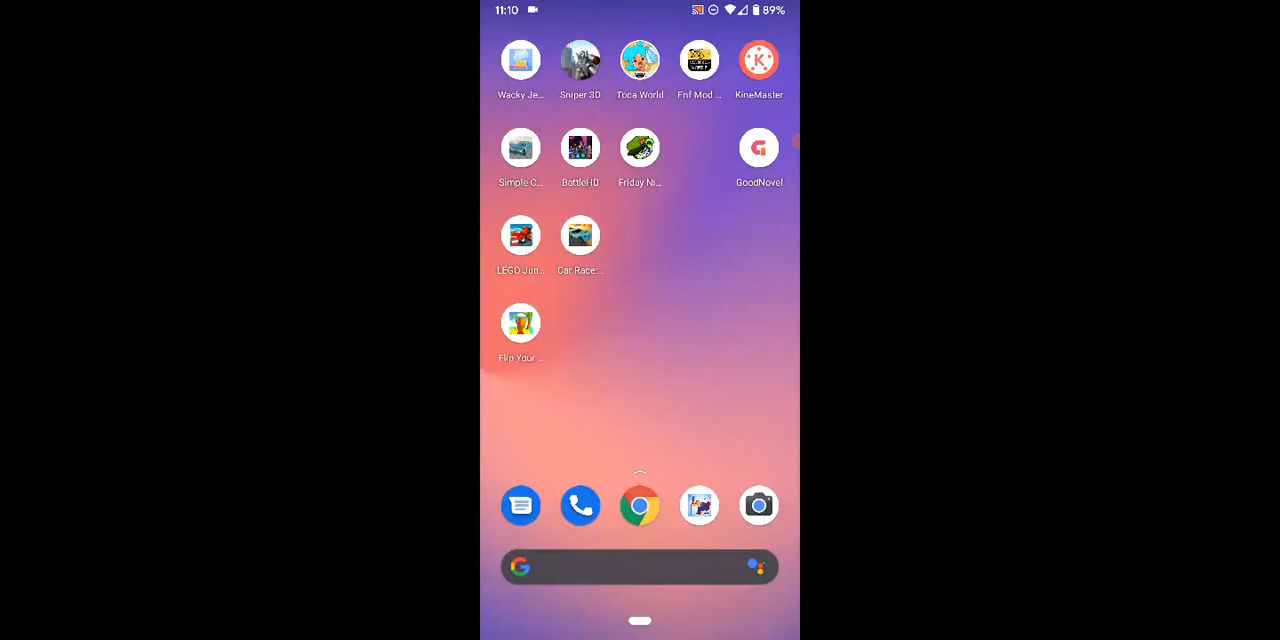 11:10 89%
Wacky Je... Sniper 3D Toca World Fnf Mod ... KineMaster
Simple C... BattleHD Friday Ni... GoodNovel
LEGO Jun... Car Race:...
Flip Your ...